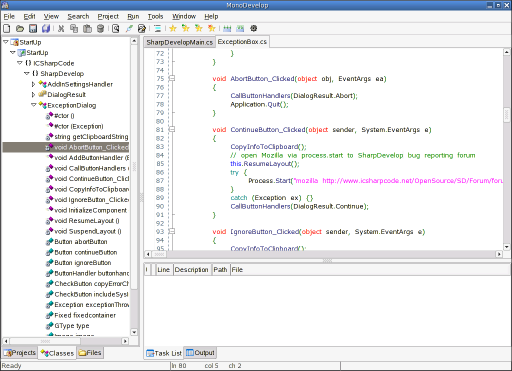 MonoDevelop
File Edit View Search Project Run Tools Window Help
StartUp
StartUp
ICSharpCode
SharpDevelop
AddInSettingsHandler
DialogResult
ExceptionDialog
#ctor ()
#ctor (Exception)
string getClipboardString
void AbortButton_Clicked
void AddButtonHandler (
void CallButtonHandlers
void ContinueButton_Clic
void CopyInfoToClipboard
void IgnoreButton_Clicked
void InitializeComponent
void ResumeLayout ()
void SuspendLayout ()
Button abortButton
Button continueButton
Button ignoreButton
ButtonHandler buttonhand
CheckButton copyErrorCh
CheckButton includeSysI
Exception exceptionThrow
Fixed fixedcontainer
GType type
Projects Classes Files
SharpDevelopMain.cs ExceptionBox.cs
72 }
73 }
74
75 void AbortButton_Clicked(object obj, EventArgs ea)
76 {
77 CallButtonHandlers(DialogResult.Abort);
78 Application.Quit();
79 }
80
81 void ContinueButton_Clicked(object sender, System.EventArgs e)
82 {
83 CopyInfoToClipboard();
84 // open Mozilla via process.start to SharpDevelop bug reporting forum
85 this.ResumeLayout();
86 try {
87 Process.Start("mozilla http://www.icsharpcode.net/OpenSource/SD/Forum/foru
88 }
89 catch (Exception ex) {}
90 CallButtonHandlers(DialogResult.Continue);
91 }
92
93 void IgnoreButton_Clicked(object sender, System.EventArgs e)
94 {
95 CopyInfoToClipboard();
! Line Description Path File
Task List Output
Ready ln 80 col 5 ch 2